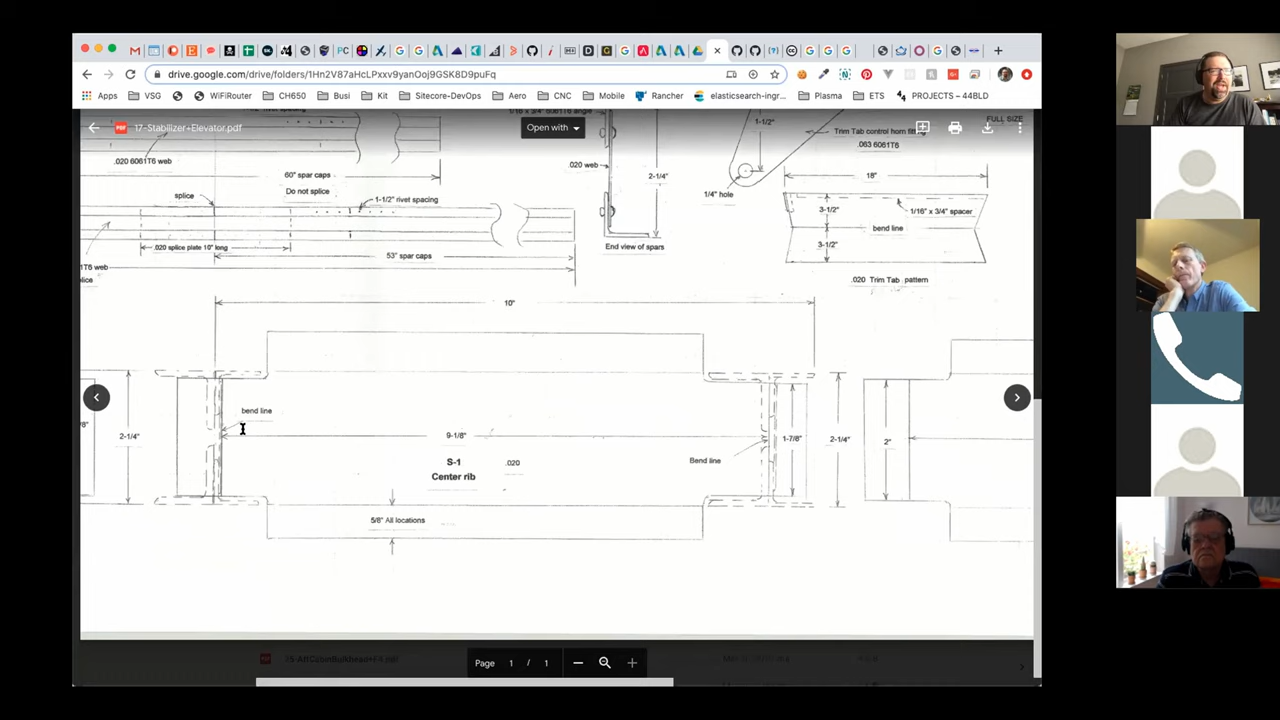 drive.google.com/drive/folders/1Hn2V87aHcLPxxv9yanOoj9GSK8D9puFq
Apps VSG WiFiRouter CH650 Busi Kit Sitecore-DevOps Aero CNC Mobile Rancher elasticsearch-ingr... Plasma ETS PROJECTS – 44BLD
17-Stabilizer+Elevator.pdf
Open with
FULL SIZE
1-1/2"
Trim Tab control horn
.063 6061T6
.020 6061T6 web
.020 web
60" spar caps
2-1/4"
18"
Do not splice
splice
1-1/2" rivet spacing
1/4" hole
3-1/2"
1/16" x 3/4" spacer
bend line
3-1/2"
.020 splice plate 10" long
End view of spars
53" spar caps
1T6 web
.020 Trim Tab pattern
10"
bend line
2-1/4"
9-1/8"
1-7/8"
2-1/4"
2"
S-1
.020
Bend line
Center rib
5/8" All locations
Page 1 / 1